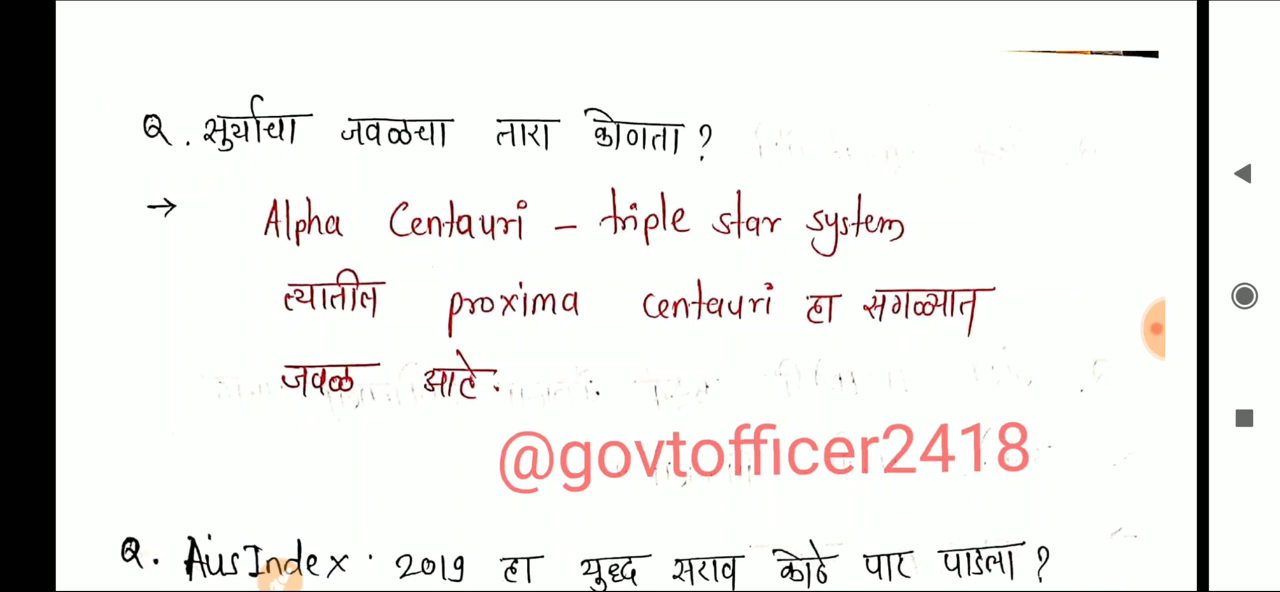 Q. सुर्याचा जवळचा तारा कोणता?
→ Alpha Centauri - triple star system
त्यातील proxima centauri हा सगळ्यात
जवळ आहे.
@govtofficer2418
Q. AusIndex 2019 हा युद्ध सराव कोठे पार पाडला?